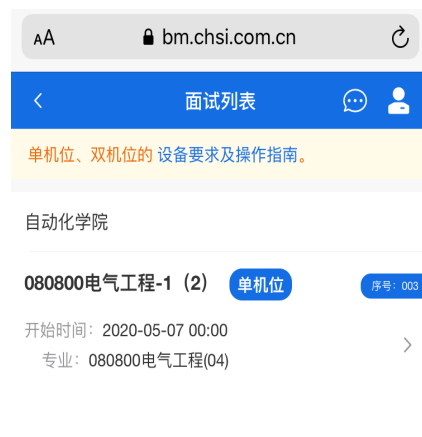 AA bm.chsi.com.cn
面试列表
单机位、双机位的 设备要求及操作指南。
自动化学院
080800电气工程-1（2） 单机位 序号：003
开始时间：2020-05-07 00:00
专业：080800电气工程(04)